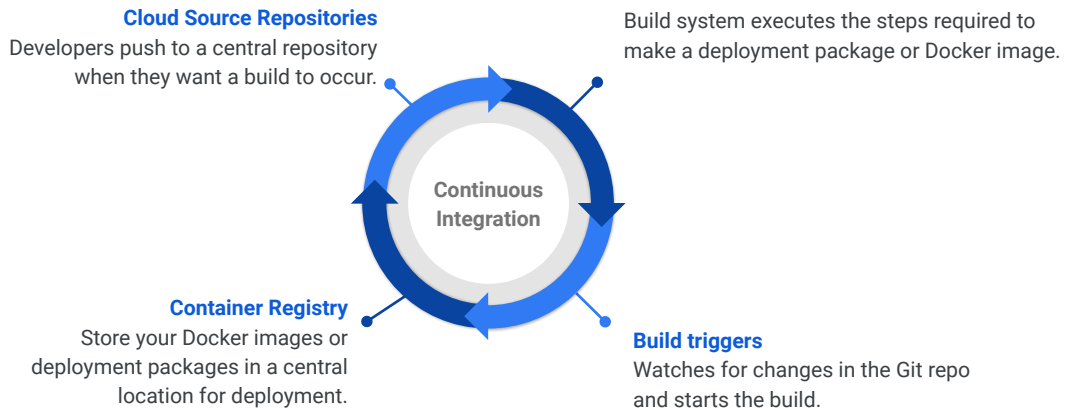 Cloud Source Repositories
Developers push to a central repository
when they want a build to occur.
Build system executes the steps required to
make a deployment package or Docker image.
Continuous
Integration
Container Registry
Store your Docker images or
deployment packages in a central
location for deployment.
Build triggers
Watches for changes in the Git repo
and starts the build.